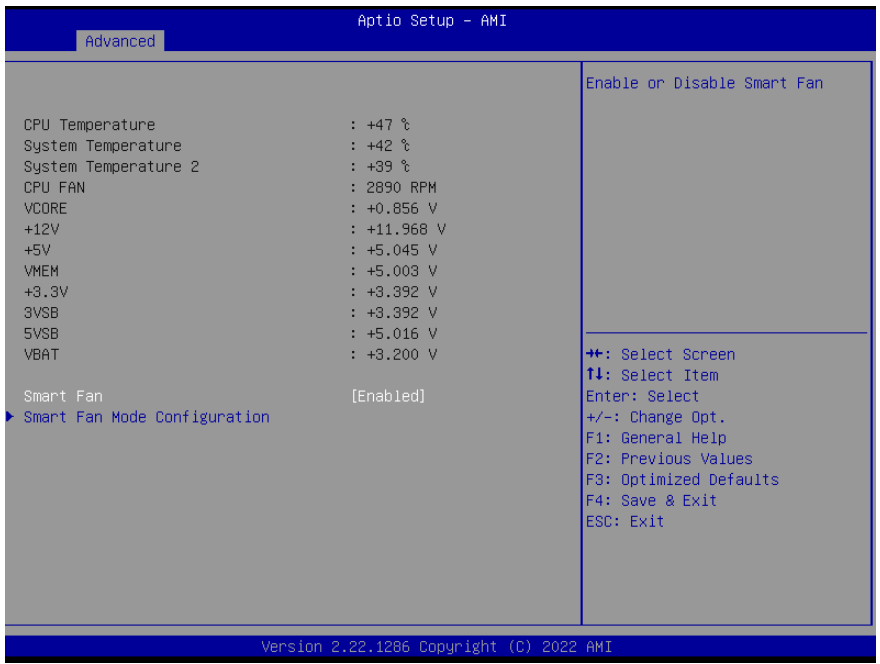 Aptio Setup – AMI
Advanced
Enable or Disable Smart Fan
CPU Temperature : +47 ℃
System Temperature : +42 ℃
System Temperature 2 : +39 ℃
CPU FAN : 2890 RPM
VCORE : +0.856 V
+12V : +11.968 V
+5V : +5.045 V
VMEM : +5.003 V
+3.3V : +3.392 V
3VSB : +3.392 V
5VSB : +5.016 V
VBAT : +3.200 V
Smart Fan [Enabled]
Smart Fan Mode Configuration
→←: Select Screen
↑↓: Select Item
Enter: Select
+/-: Change Opt.
F1: General Help
F2: Previous Values
F3: Optimized Defaults
F4: Save & Exit
ESC: Exit
Version 2.22.1286 Copyright (C) 2022 AMI